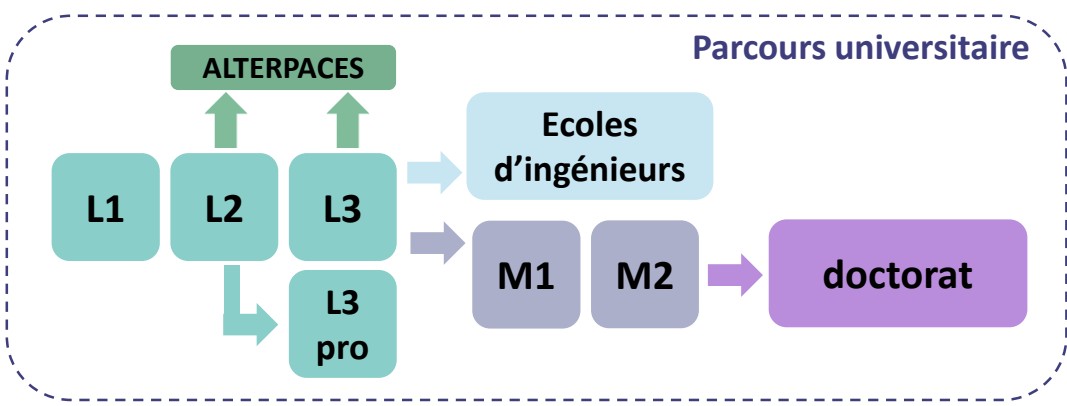 Parcours universitaire
ALTERPACES
Ecoles
d’ingénieurs
L1
L2
L3
M1
M2
doctorat
L3
pro